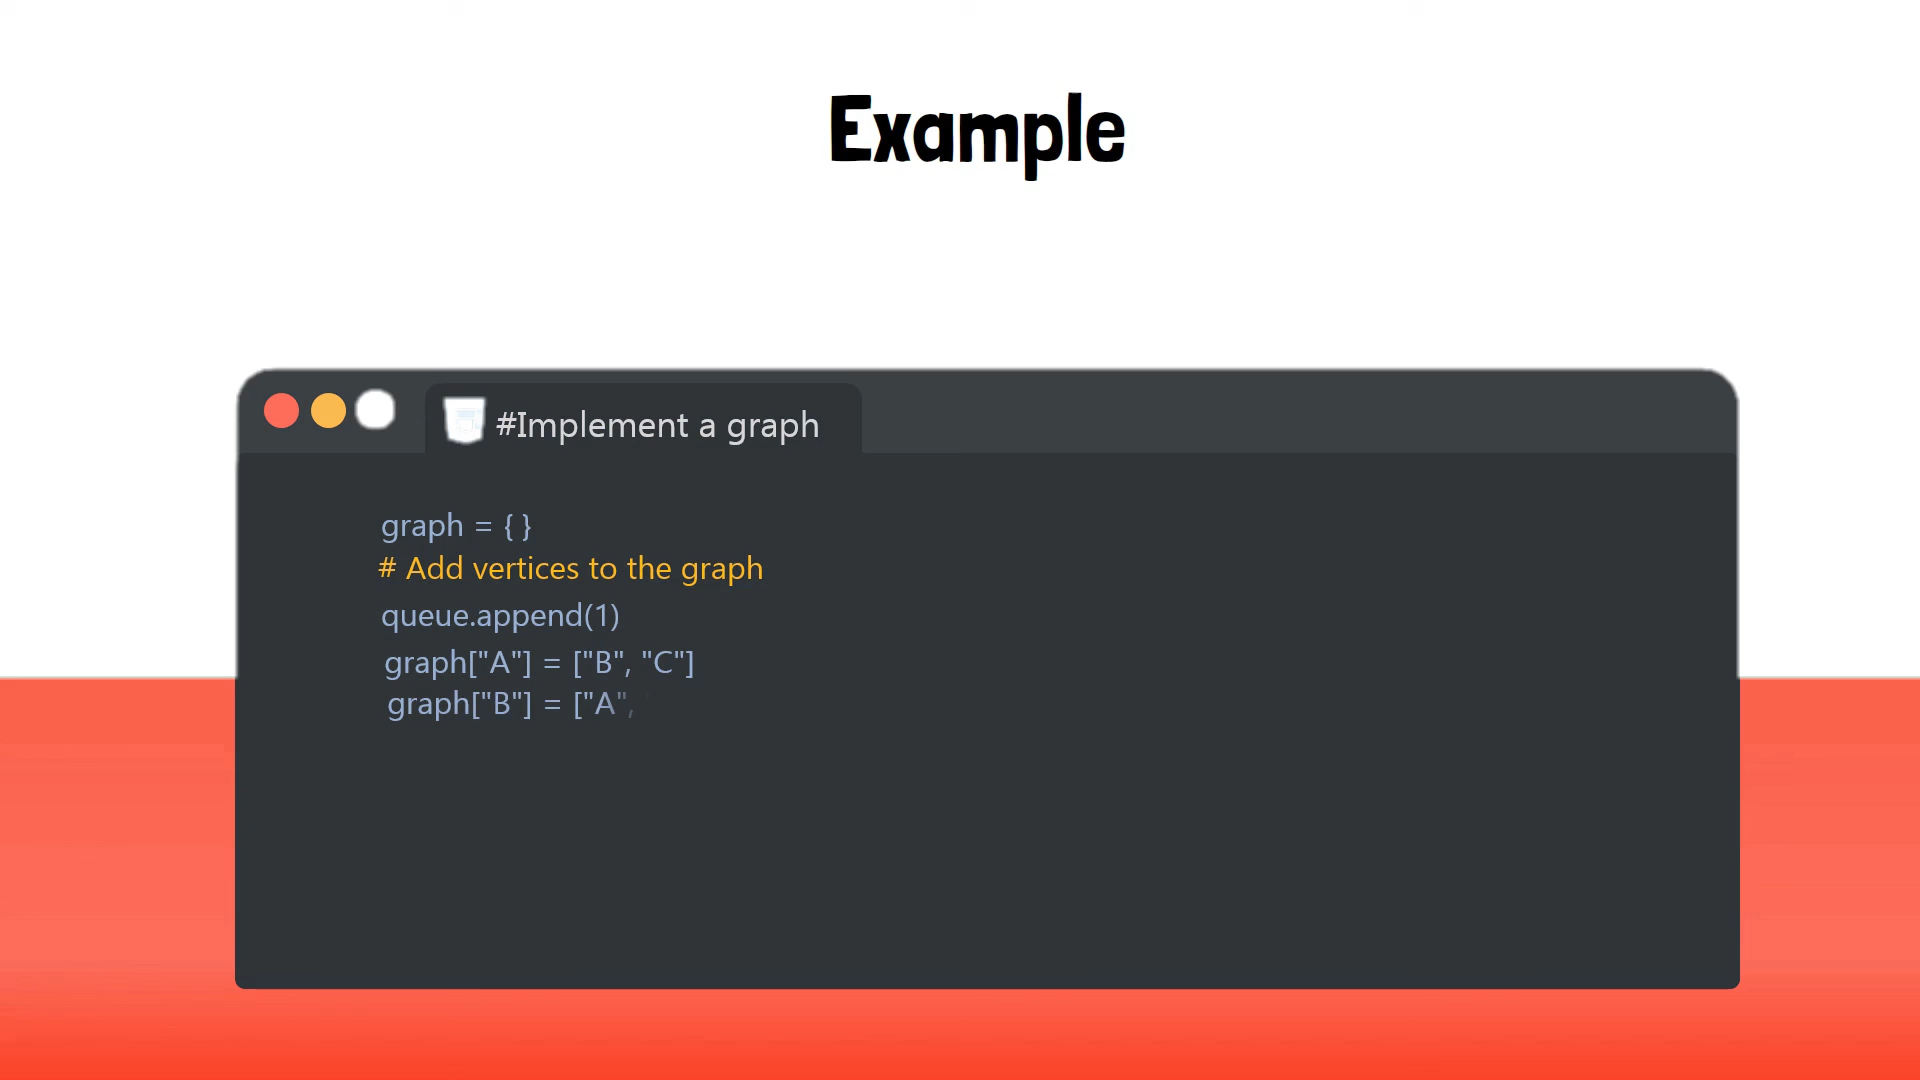 Example
#Implement a graph
graph = { }
# Add vertices to the graph
queue.append(1)
graph["A"] = ["B", "C"]
graph["B"] = ["A",